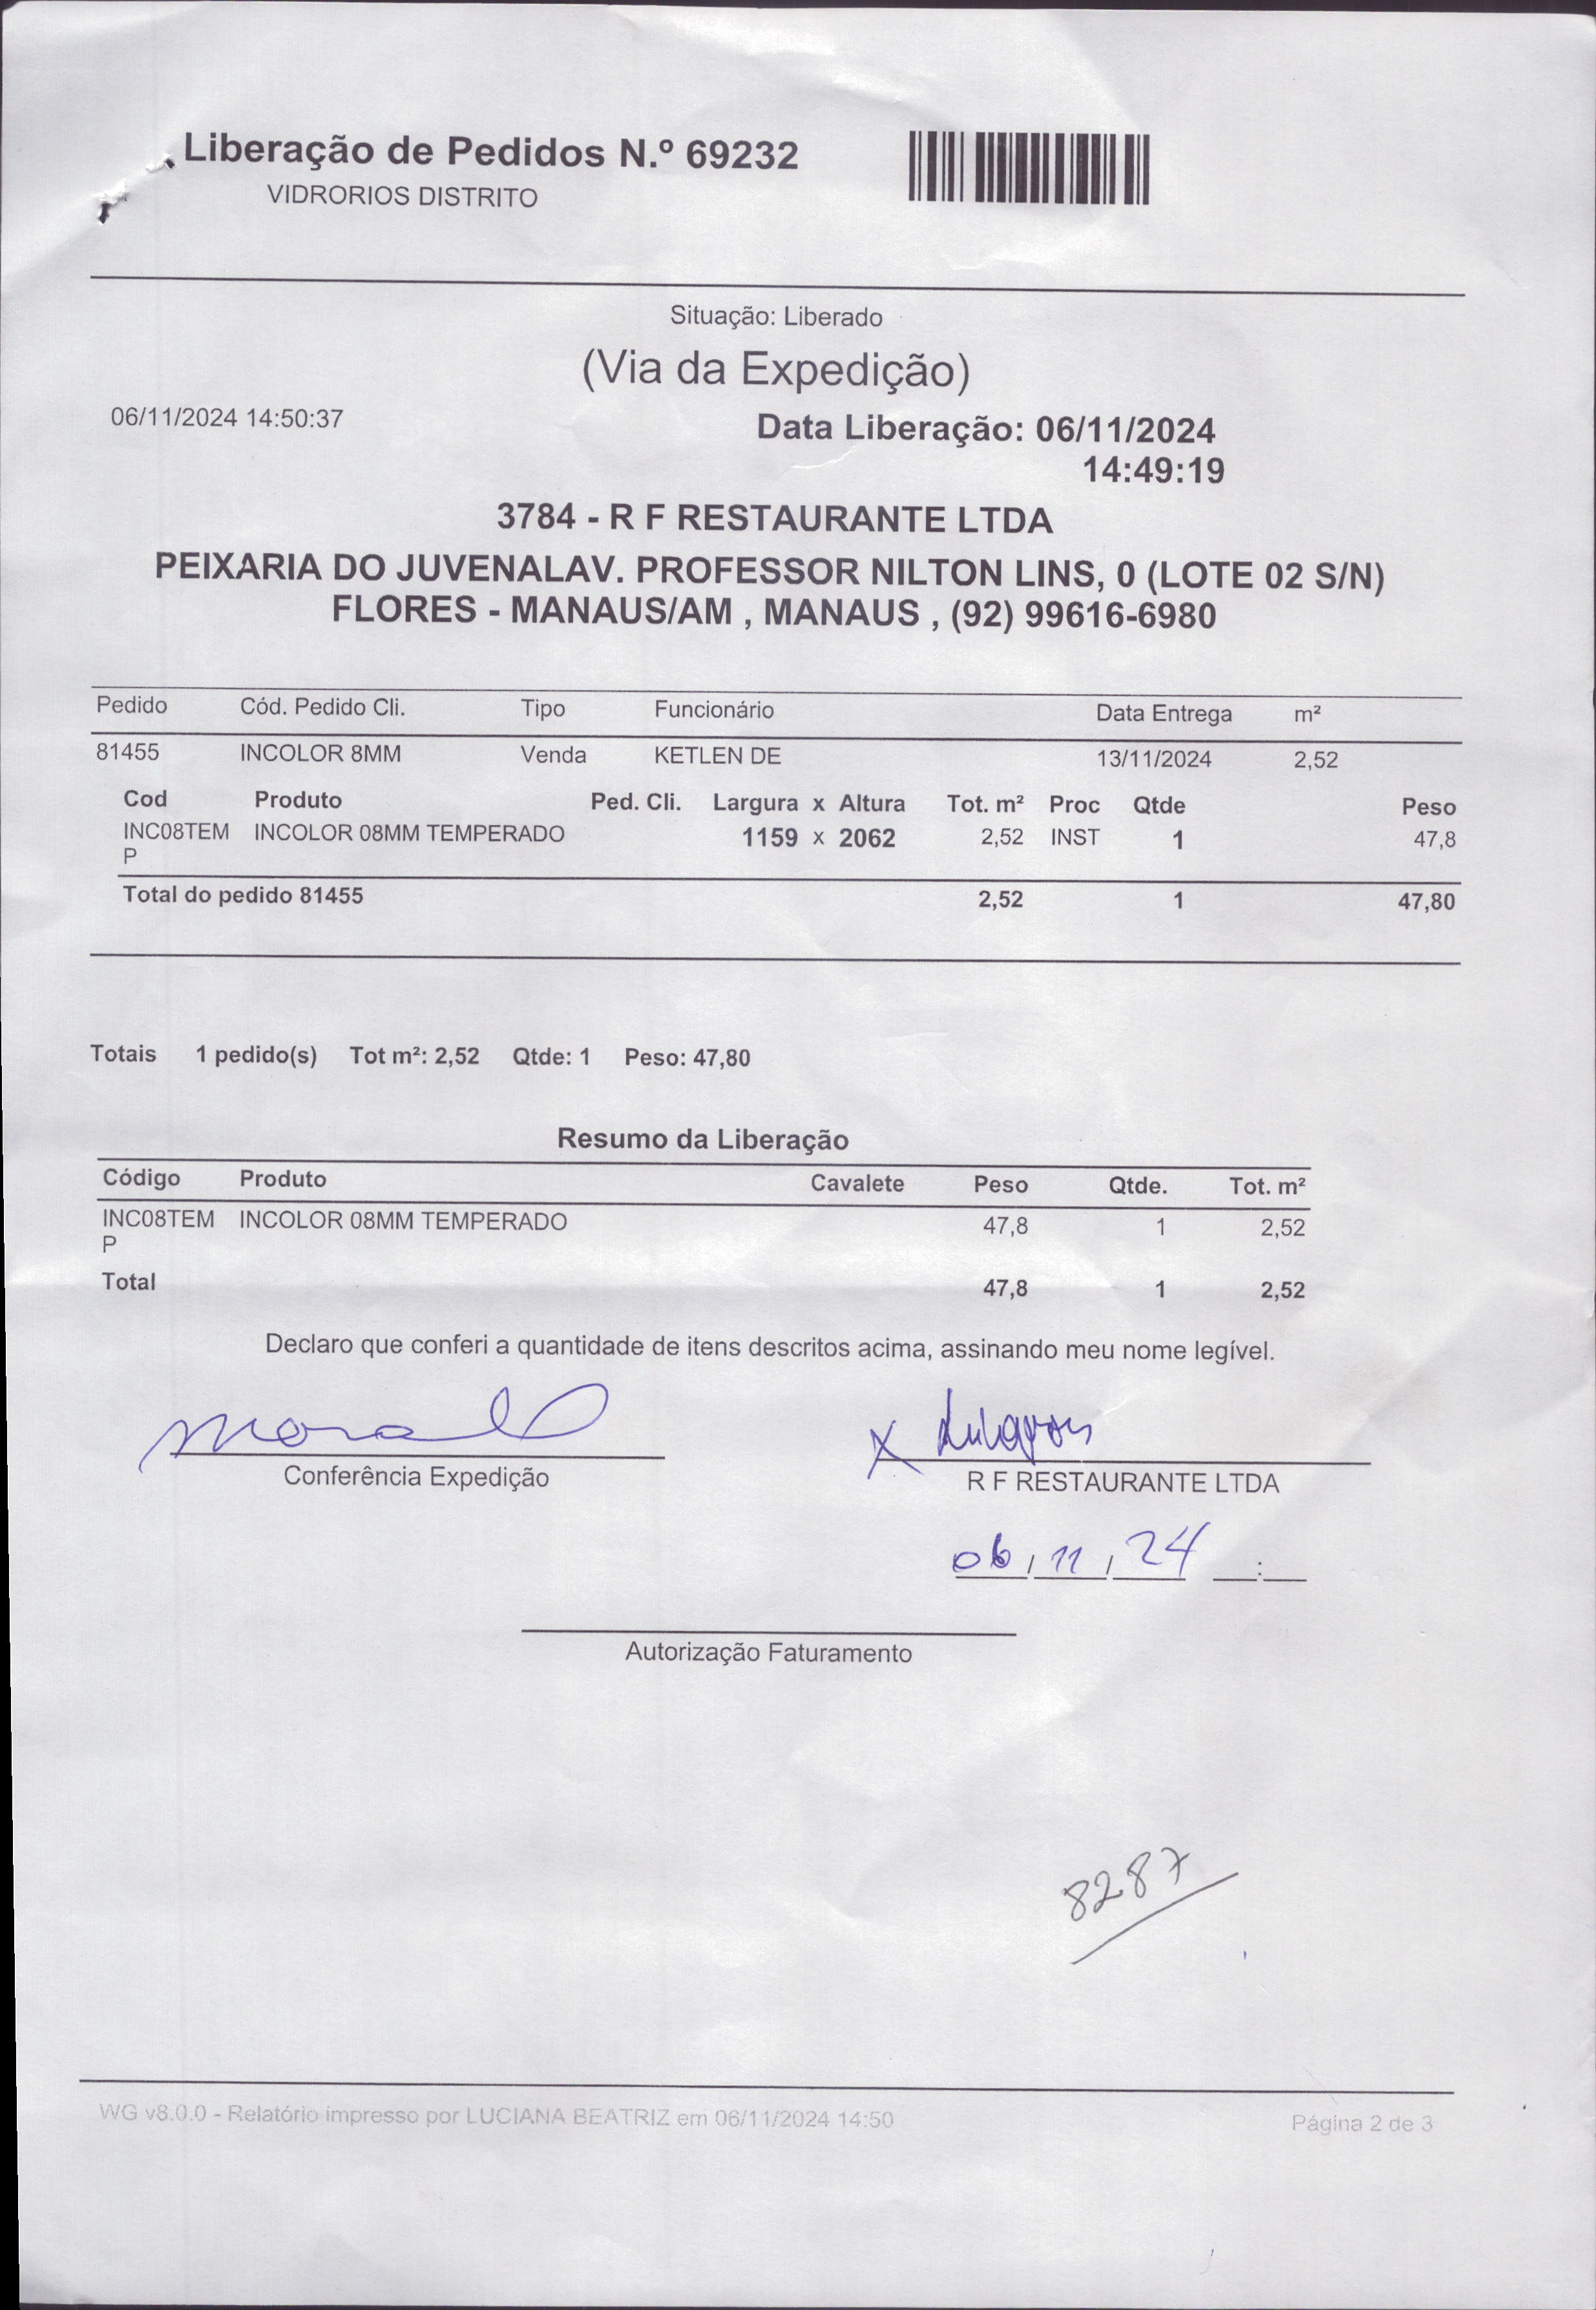 Liberação de Pedidos N.º 69232
VIDRORIOS DISTRITO
Situação: Liberado
(Via da Expedição)
06/11/2024 14:50:37
Data Liberação: 06/11/2024
14:49:19
3784 - R F RESTAURANTE LTDA
PEIXARIA DO JUVENALAV. PROFESSOR NILTON LINS, 0 (LOTE 02 S/N)
FLORES - MANAUS/AM , MANAUS , (92) 99616-6980
Pedido Cód. Pedido Cli. Tipo Funcionário Data Entrega m²
81455 INCOLOR 8MM Venda KETLEN DE 13/11/2024 2,52
Cod Produto Ped. Cli. Largura x Altura Tot. m² Proc Qtde Peso
INC08TEM INCOLOR 08MM TEMPERADO 1159 x 2062 2,52 INST 1 47,8
P
Total do pedido 81455 2,52 1 47,80
Totais 1 pedido(s) Tot m²: 2,52 Qtde: 1 Peso: 47,80
Resumo da Liberação
Código Produto Cavalete Peso Qtde. Tot. m²
INC08TEM INCOLOR 08MM TEMPERADO 47,8 1 2,52
P
Total 47,8 1 2,52
Declaro que conferi a quantidade de itens descritos acima, assinando meu nome legível.
X
Conferência Expedição R F RESTAURANTE LTDA
06/11/24 __:__
Autorização Faturamento
8287
WG v8.0.0 - Relatório impresso por LUCIANA BEATRIZ em 06/11/2024 14:50 Página 2 de 3